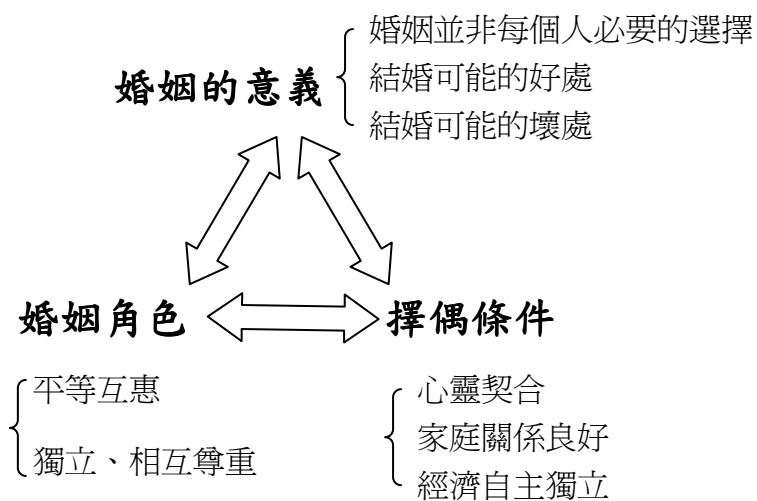 婚姻並非每個人必要的選擇
婚姻的意義
結婚可能的好處
結婚可能的壞處
婚姻角色
擇偶條件
平等互惠
獨立、相互尊重
心靈契合
家庭關係良好
經濟自主獨立